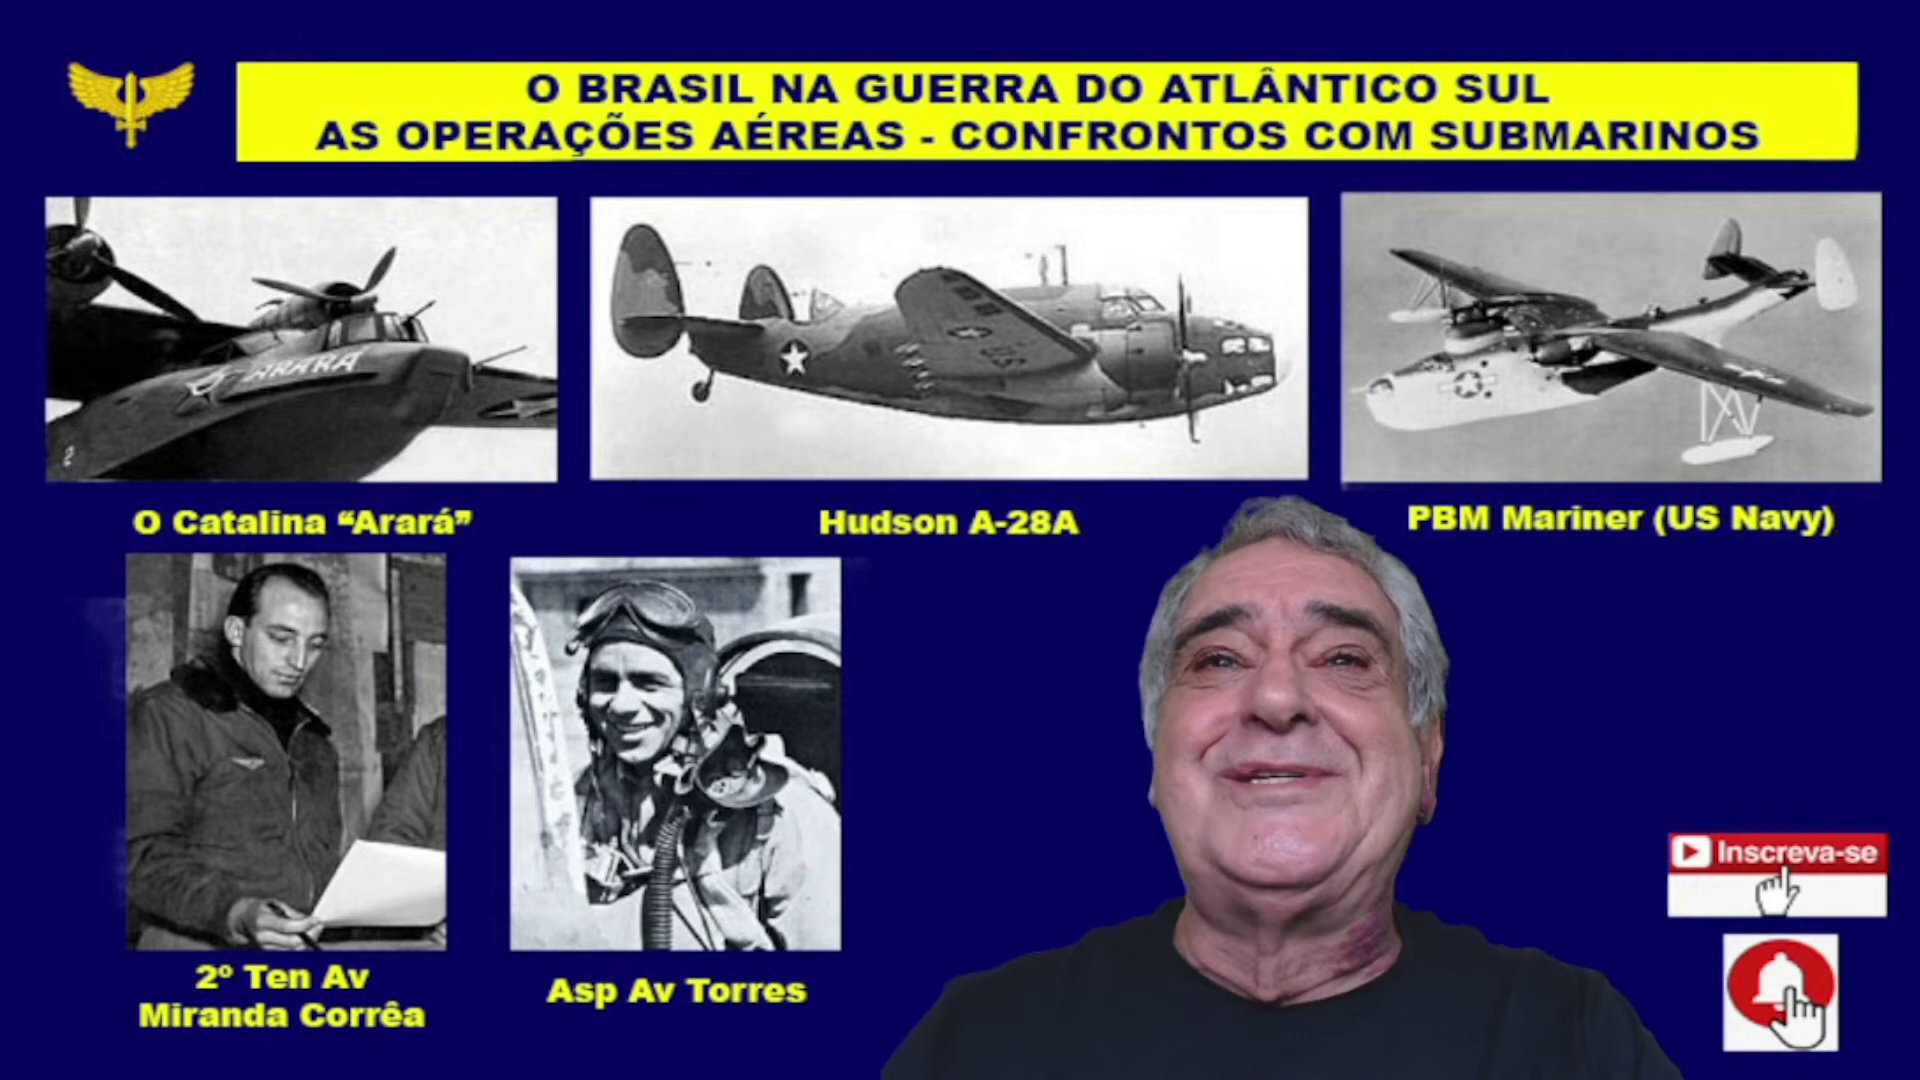 O BRASIL NA GUERRA DO ATLÂNTICO SUL
AS OPERAÇÕES AÉREAS - CONFRONTOS COM SUBMARINOS
ARARA
2
O Catalina “Arará”
Hudson A-28A
PBM Mariner (US Navy)
2º Ten Av
Miranda Corrêa
Asp Av Torres
Inscreva-se